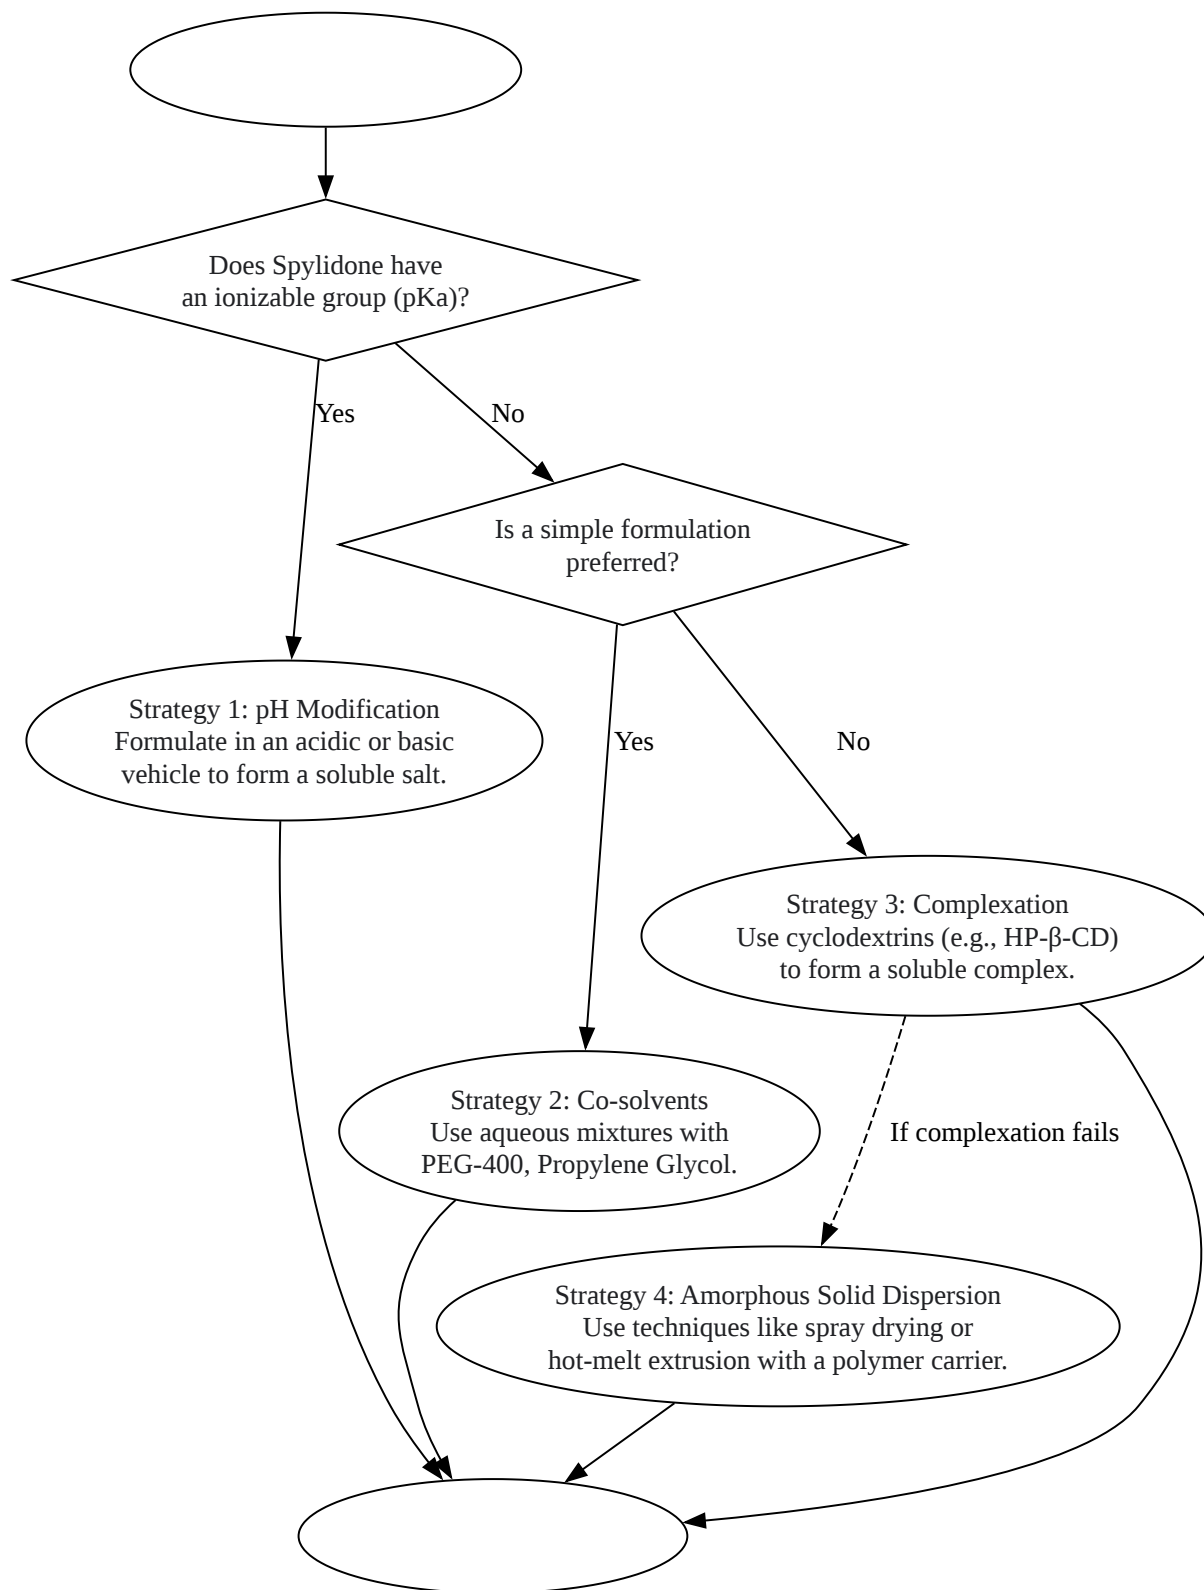 Does Spylidone have
an ionizable group (pKa)?
Yes
No
Is a simple formulation
preferred?
Strategy 1: pH Modification
Formulate in an acidic or basic
vehicle to form a soluble salt.
Yes
No
Strategy 3: Complexation
Use cyclodextrins (e.g., HP-β-CD)
to form a soluble complex.
Strategy 2: Co-solvents
Use aqueous mixtures with
PEG-400, Propylene Glycol.
If complexation fails
Strategy 4: Amorphous Solid Dispersion
Use techniques like spray drying or
hot-melt extrusion with a polymer carrier.